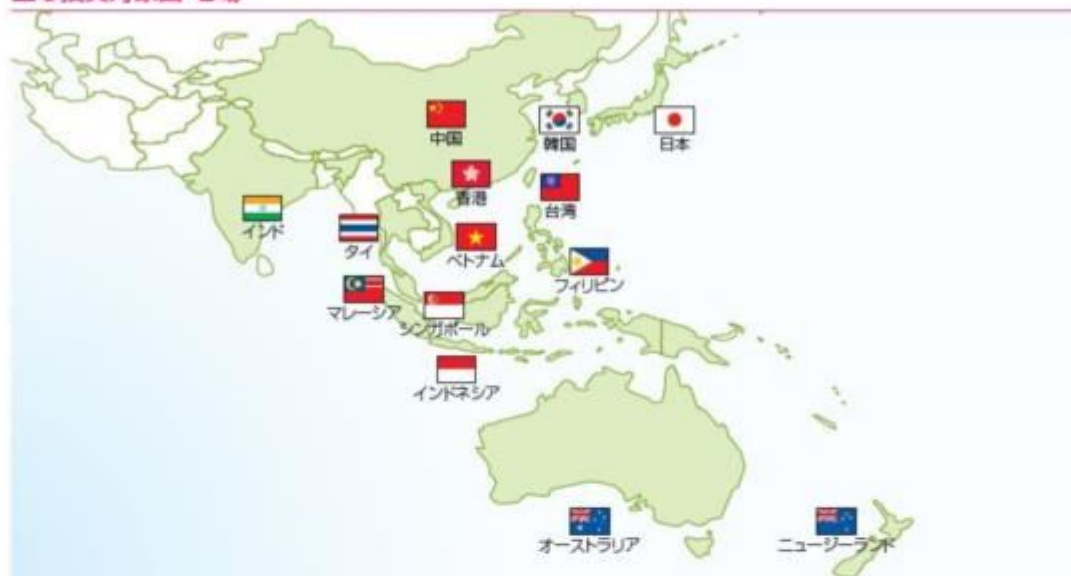 中国
韓国
日本
香港
台湾
インド
タイ
ベトナム
フィリピン
マレーシア
シンガポール
インドネシア
オーストラリア
ニュージーランド